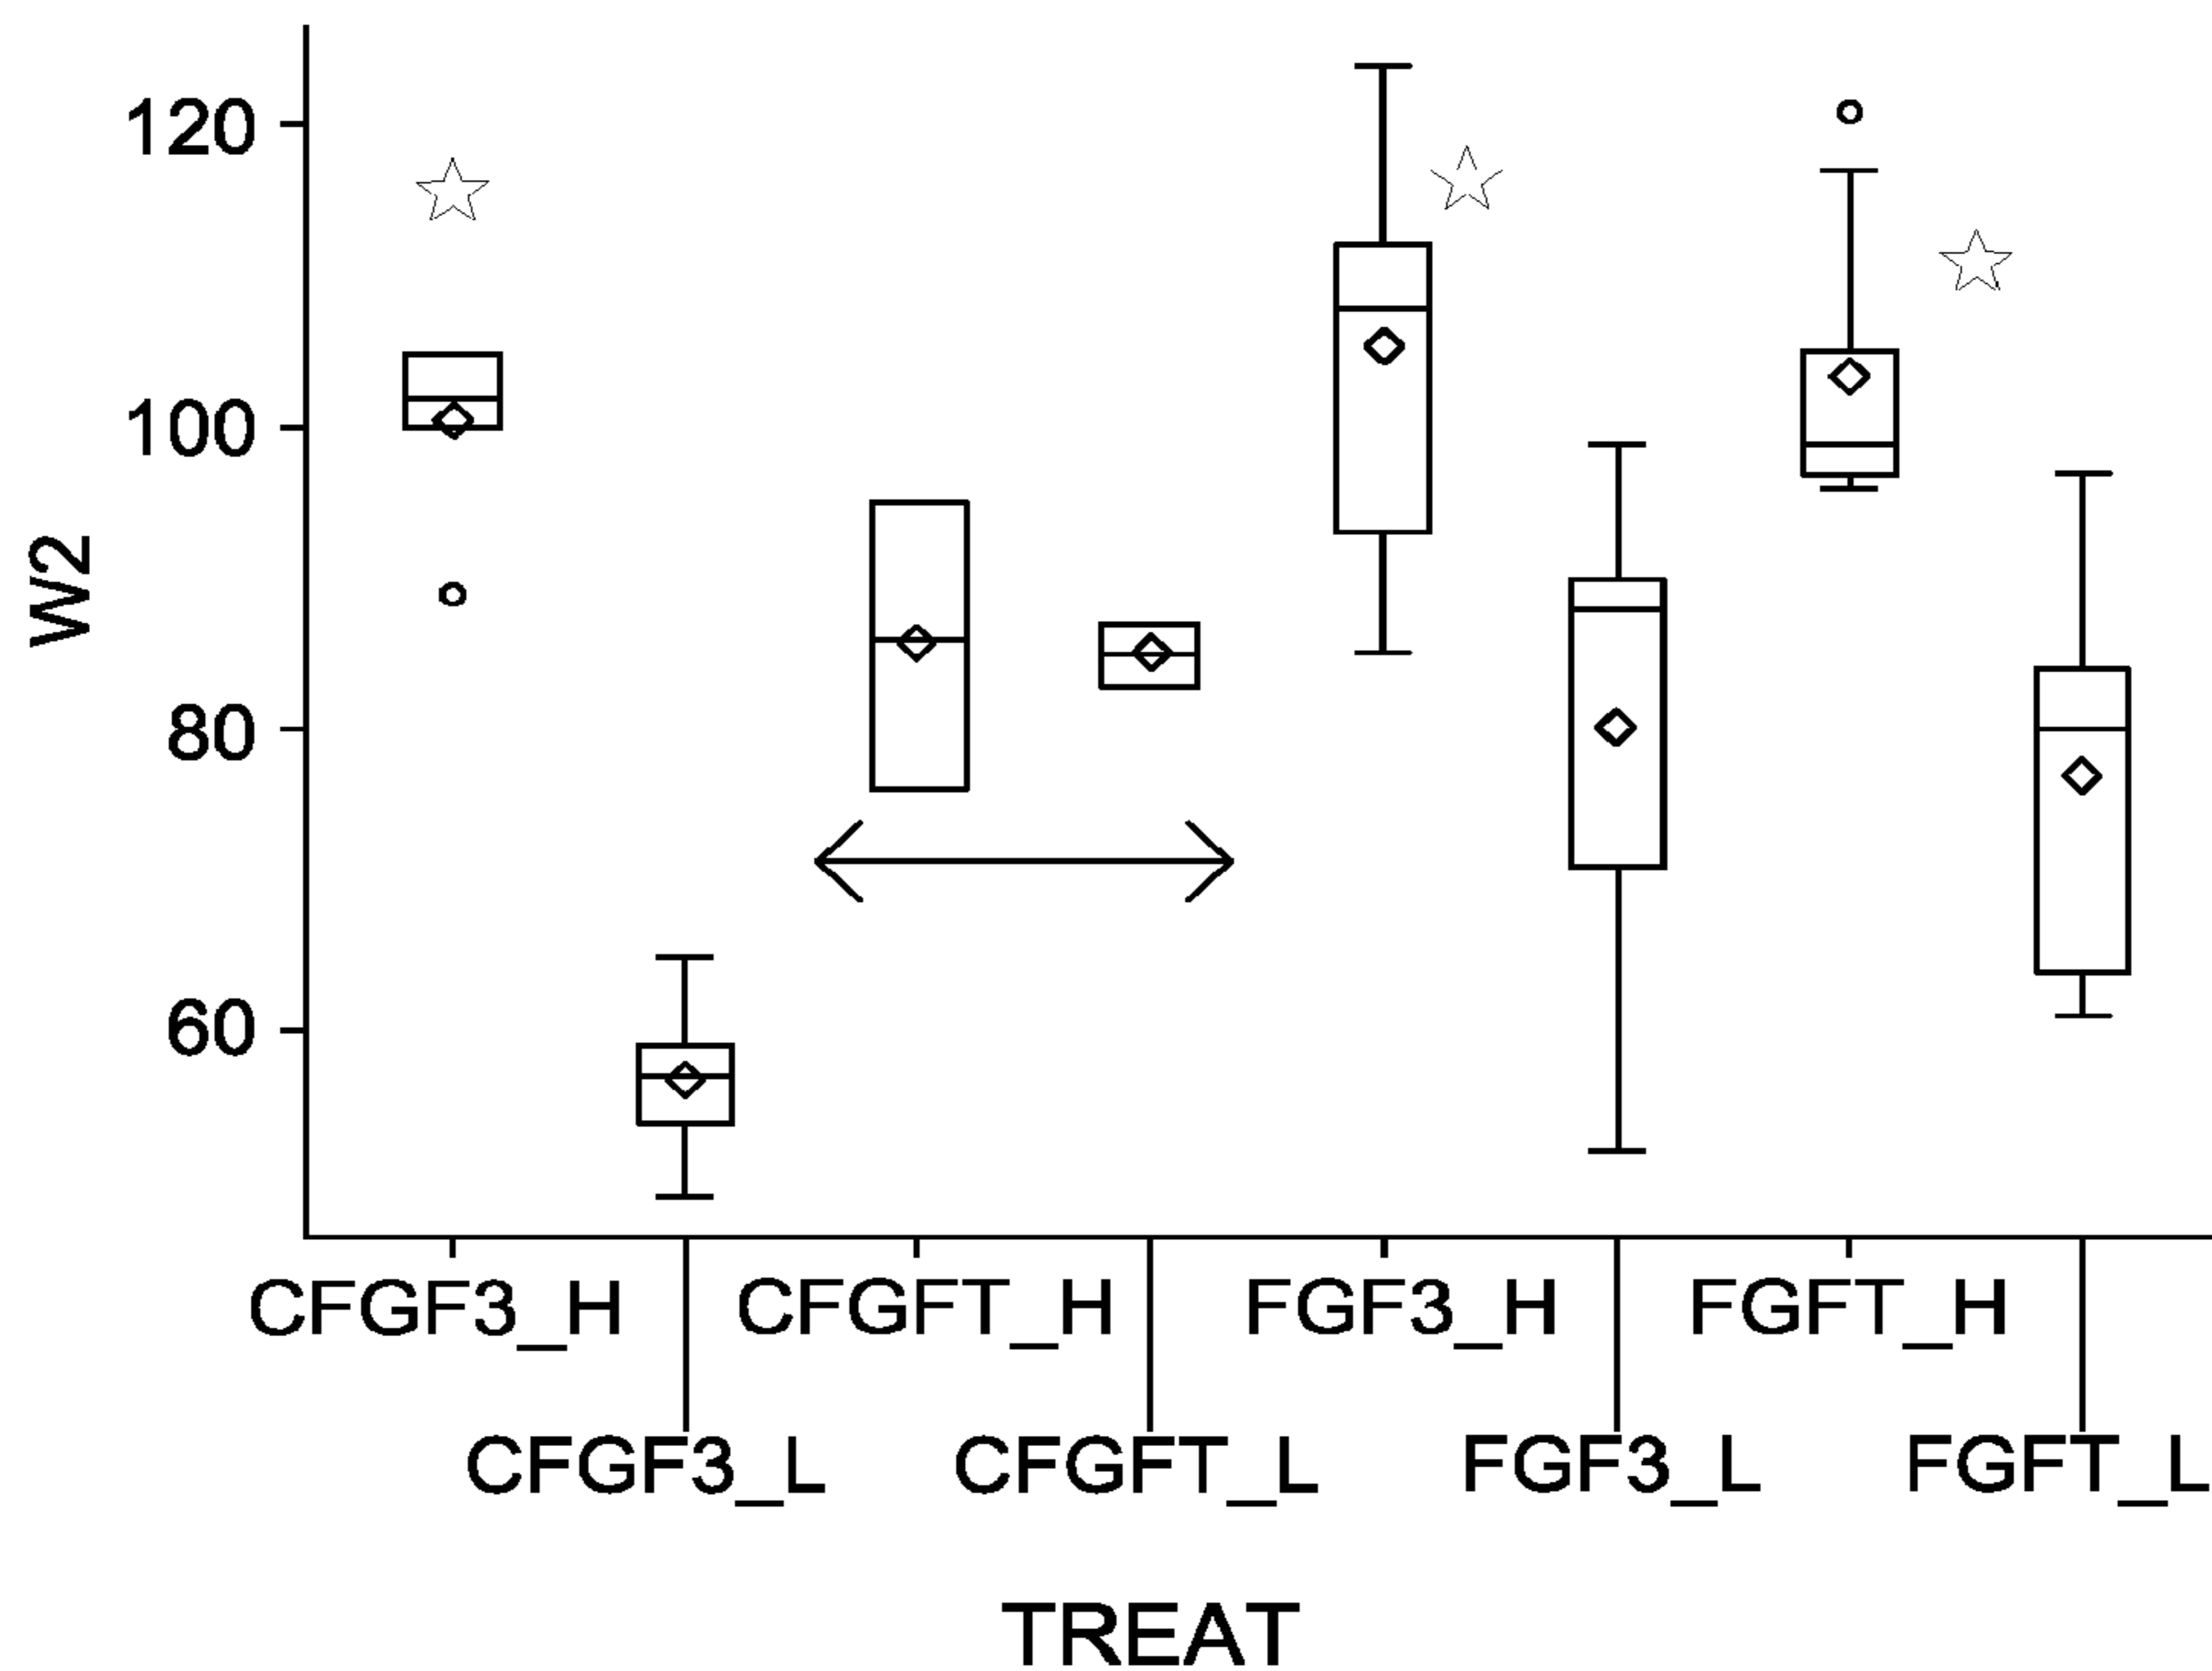 120
100
80
60
W2
CFGF3_H CFGFT_H FGF3_H FGFT_H
CFGF3_L CFGFT_L FGF3_L FGFT_L
TREAT